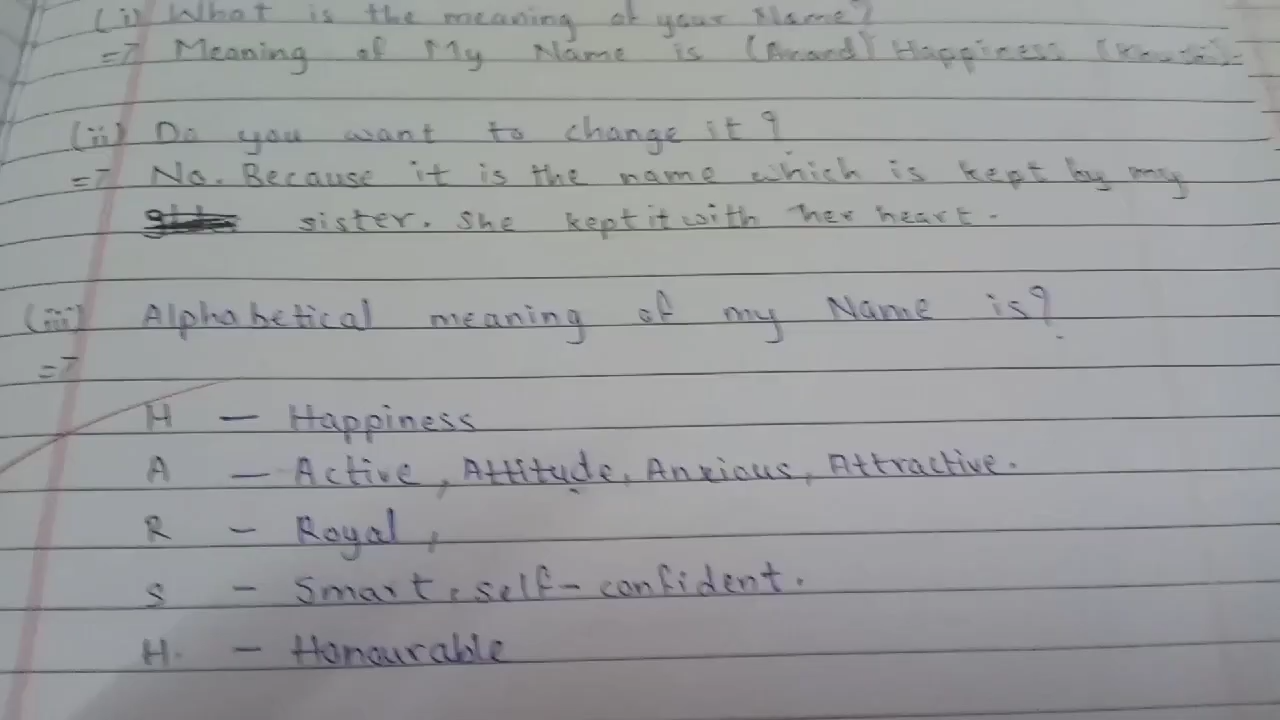 (i) What is the meaning of your Name?
=> Meaning of My Name is (Anand) Happiness
(ii) Do you want to change it?
=> No. Because it is the name which is kept by my
sister. She kept it with her heart.
(iii) Alphabetical meaning of my Name is?
=>
H — Happiness
A — Active, Attitude, Anxious, Attractive.
R — Royal,
S — Smart, self-confident.
H. — Honourable